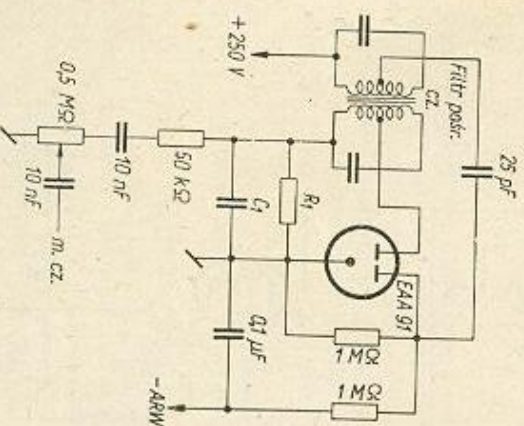 25 pF
Filtr pośr.
cz.
EAA 91
+250 V
R₁
1 MΩ
1 MΩ
C₁
0,1 µF
-ARW
50 kΩ
10 nF
0,5 MΩ
10 nF
m. cz.